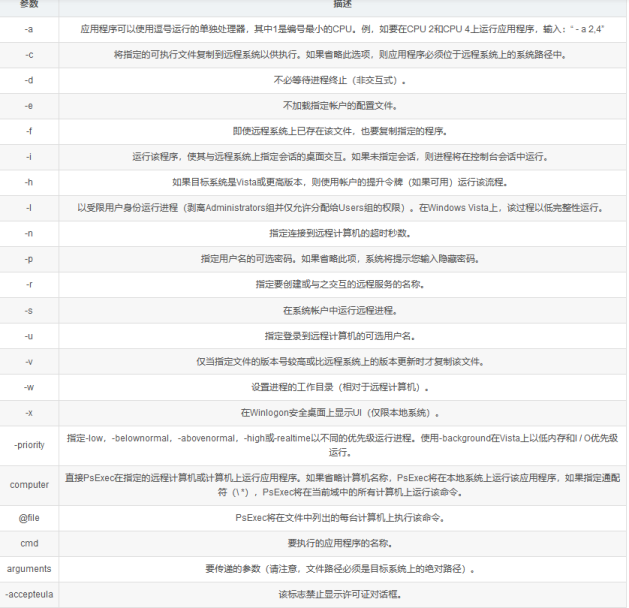 参数 描述
-a 应用程序可以使用逗号运行的单独处理器，其中1是编号最小的CPU。例，如要在CPU 2和CPU 4上运行应用程序，输入：“ - a 2,4”
-c 将指定的可执行文件复制到远程系统以供执行。如果省略此选项，则应用程序必须位于远程系统上的系统路径中。
-d 不必等待进程终止（非交互式）。
-e 不加载指定帐户的配置文件。
-f 即使远程系统上已存在该文件，也要复制指定的程序。
-i 运行该程序，使其与远程系统上指定会话的桌面交互。如果未指定会话，则进程将在控制台会话中运行。
-h 如果目标系统是Vista或更高版本，则使用帐户的提升令牌（如果可用）运行该流程。
-l 以受限用户身份运行进程（剥离Administrators组并仅允许分配给Users组的权限）。在Windows Vista上，该过程以低完整性运行。
-n 指定连接到远程计算机的超时秒数。
-p 指定用户名的可选密码。如果省略此项，系统将提示您输入隐藏密码。
-r 指定要创建或与之交互的远程服务的名称。
-s 在系统帐户中运行远程进程。
-u 指定登录到远程计算机的可选用户名。
-v 仅当指定文件的版本号较高或比远程系统上的版本更新时才复制该文件。
-w 设置进程的工作目录（相对于远程计算机）。
-x 在Winlogon安全桌面上显示UI（仅限本地系统）。
-priority 指定-low，-belownormal，-abovenormal，-high或-realtime以不同的优先级运行进程。使用-background在Vista上以低内存和I / O优先级
运行。
computer 直接PsExec在指定的远程计算机或计算机上运行应用程序。如果省略计算机名称，PsExec将在本地系统上运行该应用程序，如果指定通配
符（\ *），PsExec将在当前域中的所有计算机上运行该命令。
@file PsExec将在文件中列出的每台计算机上执行该命令。
cmd 要执行的应用程序的名称。
arguments 要传递的参数（请注意，文件路径必须是目标系统上的绝对路径）。
-accepteula 该标志禁止显示许可证对话框。